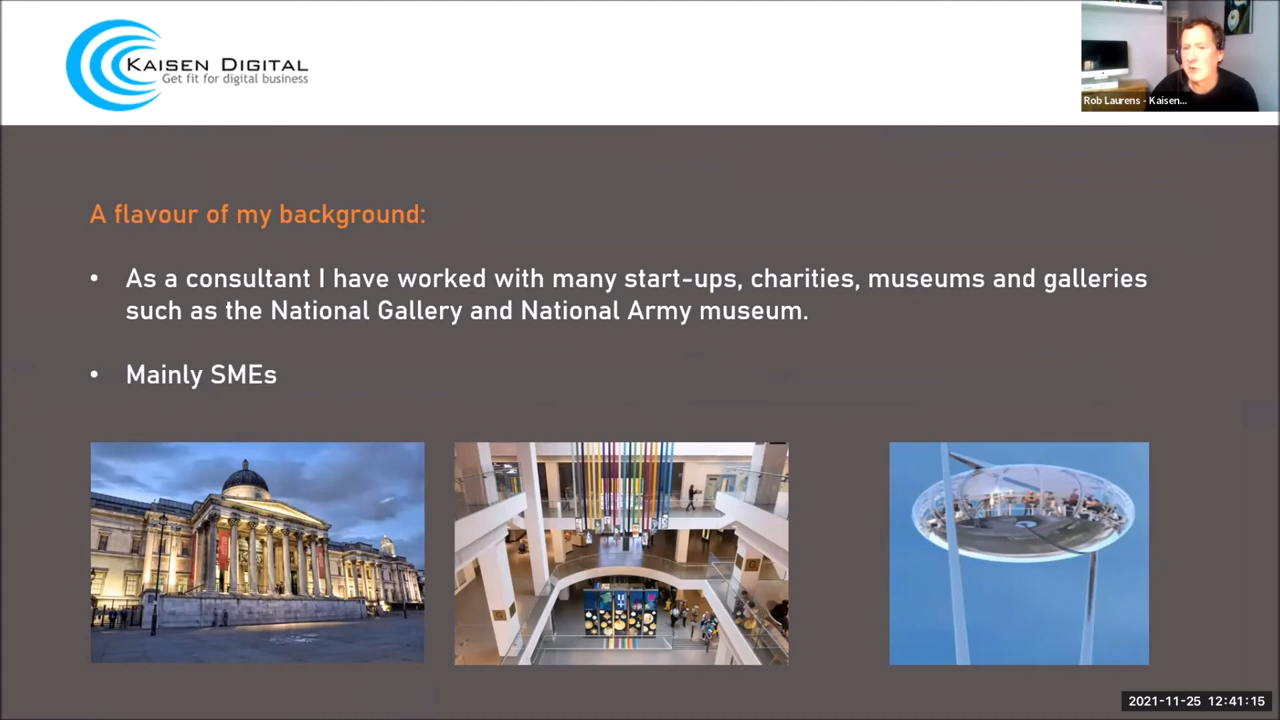 KAISEN DIGITAL
Get fit for digital business
Rob Laurens - Kaisen...
A flavour of my background:
• As a consultant I have worked with many start-ups, charities, museums and galleries
such as the National Gallery and National Army museum.
• Mainly SMEs
G
G
2021-11-25 12:41:15